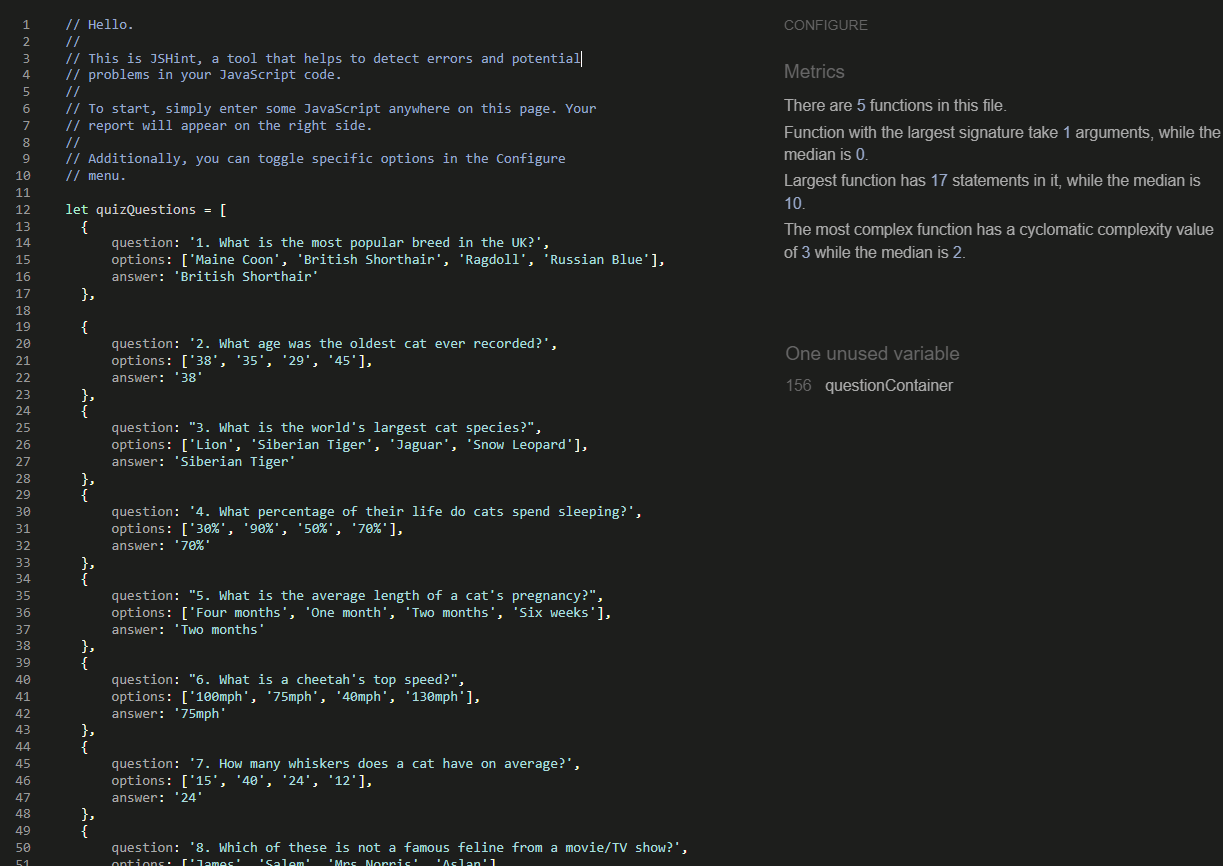 1 // Hello.
2 //
3 // This is JSHint, a tool that helps to detect errors and potential
4 // problems in your JavaScript code.
5 //
6 // To start, simply enter some JavaScript anywhere on this page. Your
7 // report will appear on the right side.
8 //
9 // Additionally, you can toggle specific options in the Configure
10 // menu.
11
12 let quizQuestions = [
13 {
14 question: '1. What is the most popular breed in the UK?',
15 options: ['Maine Coon', 'British Shorthair', 'Ragdoll', 'Russian Blue'],
16 answer: 'British Shorthair'
17 },
18
19 {
20 question: '2. What age was the oldest cat ever recorded?',
21 options: ['38', '35', '29', '45'],
22 answer: '38'
23 },
24 {
25 question: "3. What is the world's largest cat species?",
26 options: ['Lion', 'Siberian Tiger', 'Jaguar', 'Snow Leopard'],
27 answer: 'Siberian Tiger'
28 },
29 {
30 question: '4. What percentage of their life do cats spend sleeping?',
31 options: ['30%', '90%', '50%', '70%'],
32 answer: '70%'
33 },
34 {
35 question: "5. What is the average length of a cat's pregnancy?",
36 options: ['Four months', 'One month', 'Two months', 'Six weeks'],
37 answer: 'Two months'
38 },
39 {
40 question: "6. What is a cheetah's top speed?",
41 options: ['100mph', '75mph', '40mph', '130mph'],
42 answer: '75mph'
43 },
44 {
45 question: '7. How many whiskers does a cat have on average?',
46 options: ['15', '40', '24', '12'],
47 answer: '24'
48 },
49 {
50 question: '8. Which of these is not a famous feline from a movie/TV show?',
51 options: ['James', 'Salem', 'Mrs Norris', 'Aslan']
CONFIGURE
Metrics
There are 5 functions in this file.
Function with the largest signature take 1 arguments, while the
median is 0.
Largest function has 17 statements in it, while the median is
10.
The most complex function has a cyclomatic complexity value
of 3 while the median is 2.
One unused variable
156 questionContainer